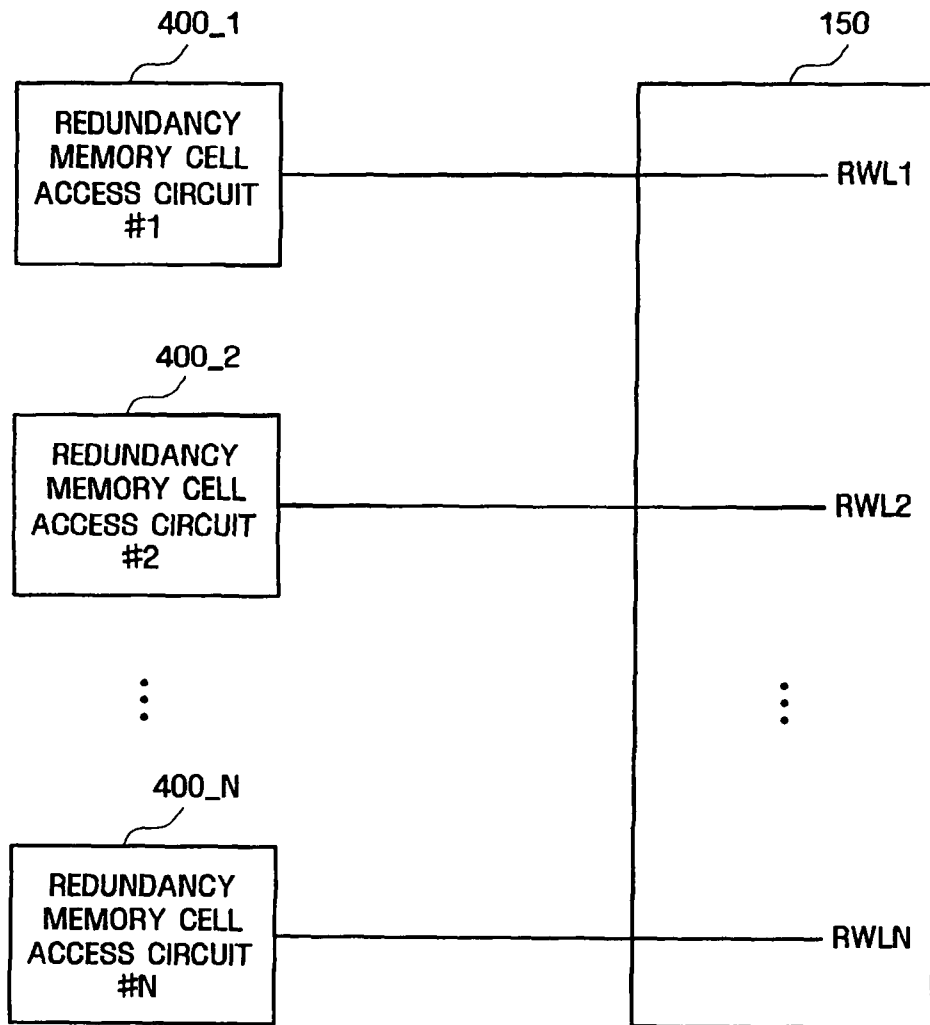 400_1
150
REDUNDANCY
MEMORY CELL
ACCESS CIRCUIT
#1
RWL1
400_2
REDUNDANCY
MEMORY CELL
ACCESS CIRCUIT
#2
RWL2
400_N
REDUNDANCY
MEMORY CELL
ACCESS CIRCUIT
#N
RWLN